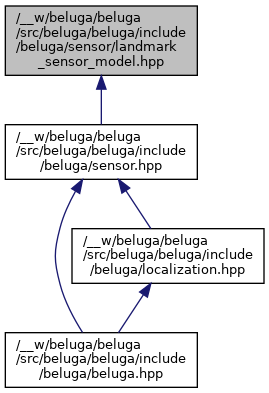 /__w/beluga/beluga
/src/beluga/beluga/include
/beluga/sensor/landmark
_sensor_model.hpp
/__w/beluga/beluga
/src/beluga/beluga/include
/beluga/sensor.hpp
/__w/beluga/beluga
/src/beluga/beluga/include
/beluga/localization.hpp
/__w/beluga/beluga
/src/beluga/beluga/include
/beluga/beluga.hpp